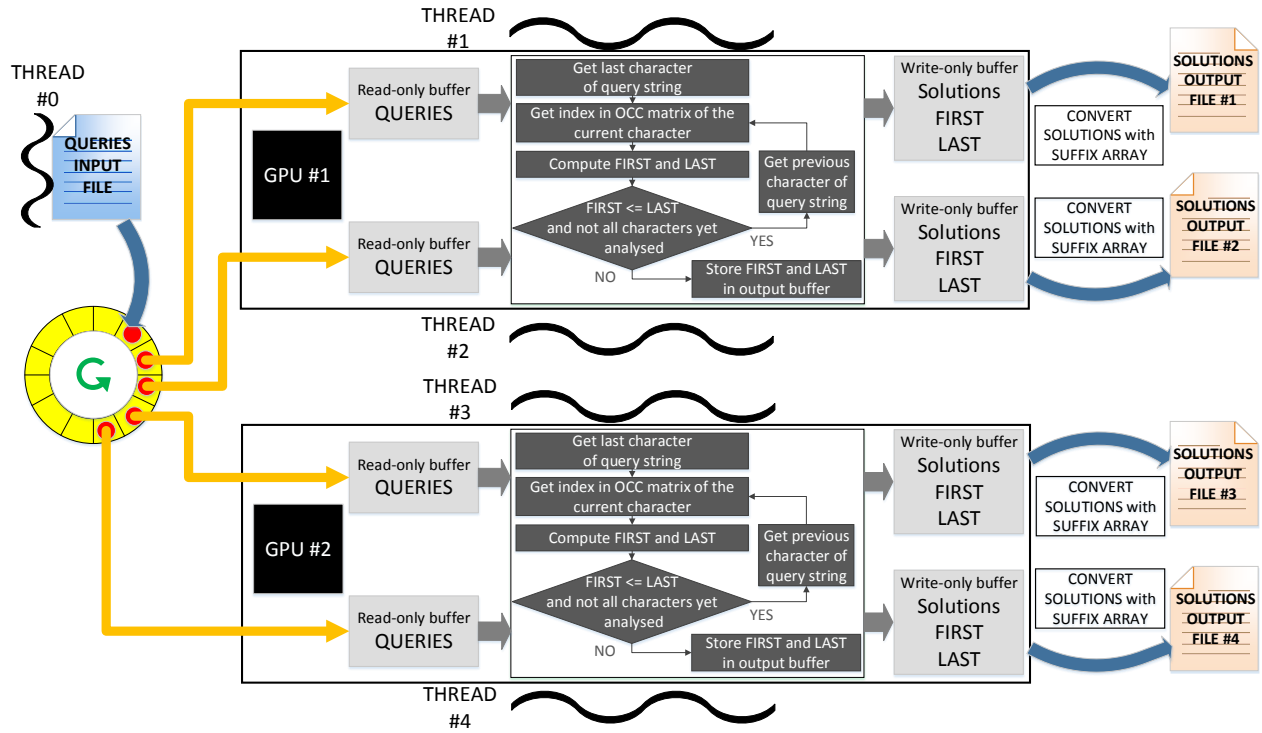 THREAD
#0
QUERIES
INPUT
FILE
THREAD
#1
GPU #1
Read-only buffer
QUERIES
Read-only buffer
QUERIES
Get last character
of query string
Get index in OCC matrix of the
current character
Compute FIRST and LAST
FIRST <= LAST
and not all characters yet
analysed
YES
NO
Get previous
character of
query string
Store FIRST and LAST
in output buffer
Write-only buffer
Solutions
FIRST
LAST
Write-only buffer
Solutions
FIRST
LAST
CONVERT
SOLUTIONS with
SUFFIX ARRAY
SOLUTIONS
OUTPUT
FILE #1
CONVERT
SOLUTIONS with
SUFFIX ARRAY
SOLUTIONS
OUTPUT
FILE #2
THREAD
#2
THREAD
#3
GPU #2
Read-only buffer
QUERIES
Read-only buffer
QUERIES
Get last character
of query string
Get index in OCC matrix of the
current character
Compute FIRST and LAST
FIRST <= LAST
and not all characters yet
analysed
YES
NO
Get previous
character of
query string
Store FIRST and LAST
in output buffer
Write-only buffer
Solutions
FIRST
LAST
Write-only buffer
Solutions
FIRST
LAST
CONVERT
SOLUTIONS with
SUFFIX ARRAY
SOLUTIONS
OUTPUT
FILE #3
CONVERT
SOLUTIONS with
SUFFIX ARRAY
SOLUTIONS
OUTPUT
FILE #4
THREAD
#4